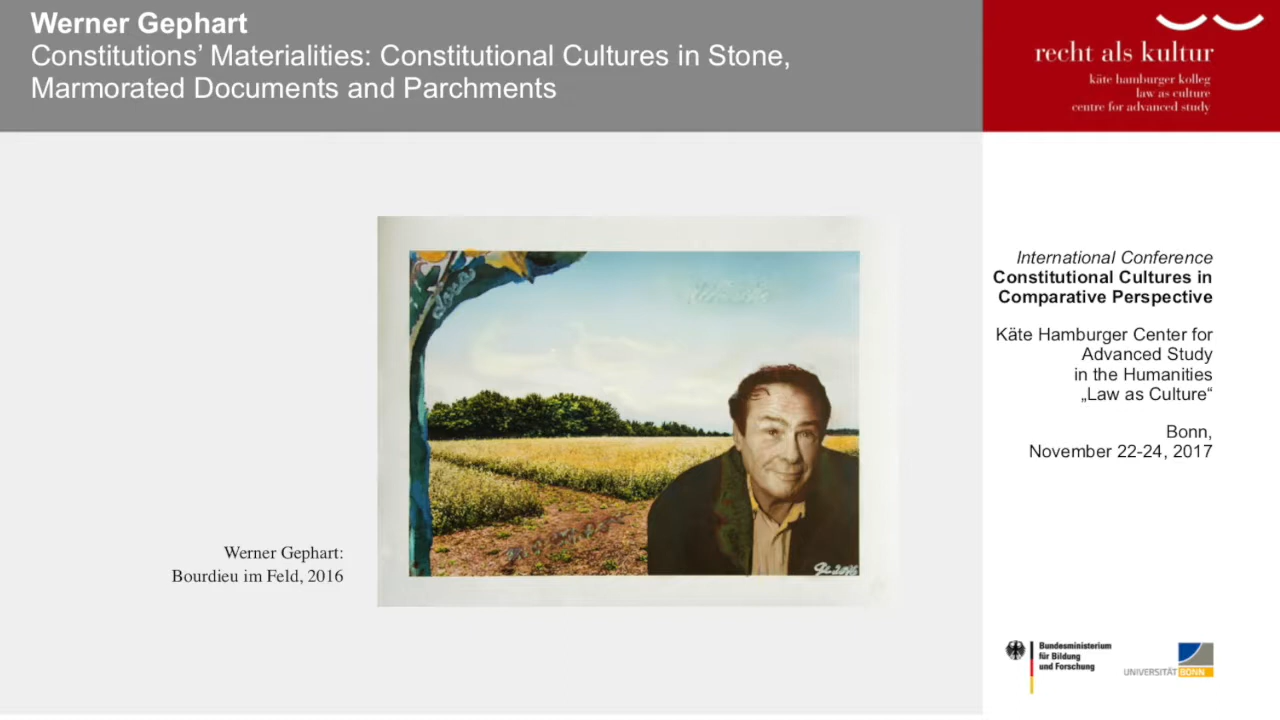 Werner Gephart
Constitutions’ Materialities: Constitutional Cultures in Stone,
Marmorated Documents and Parchments
recht als kultur
käte hamburger kolleg
law as culture
centre for advanced study
International Conference
Constitutional Cultures in
Comparative Perspective
Käte Hamburger Center for
Advanced Study
in the Humanities
„Law as Culture“
Bonn,
November 22-24, 2017
Werner Gephart:
Bourdieu im Feld, 2016
Bundesministerium
für Bildung
und Forschung
UNIVERSITÄT BONN